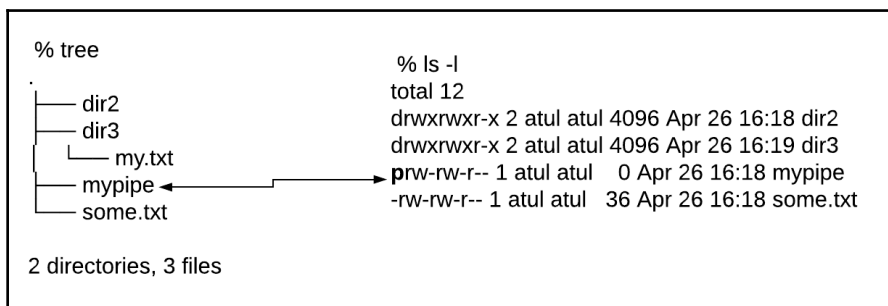 % tree
.
├── dir2
├── dir3
│   └── my.txt
├── mypipe
└── some.txt
2 directories, 3 files
% ls -l
total 12
drwxrwxr-x 2 atul atul 4096 Apr 26 16:18 dir2
drwxrwxr-x 2 atul atul 4096 Apr 26 16:19 dir3
prw-rw-r-- 1 atul atul    0 Apr 26 16:18 mypipe
-rw-rw-r-- 1 atul atul   36 Apr 26 16:18 some.txt